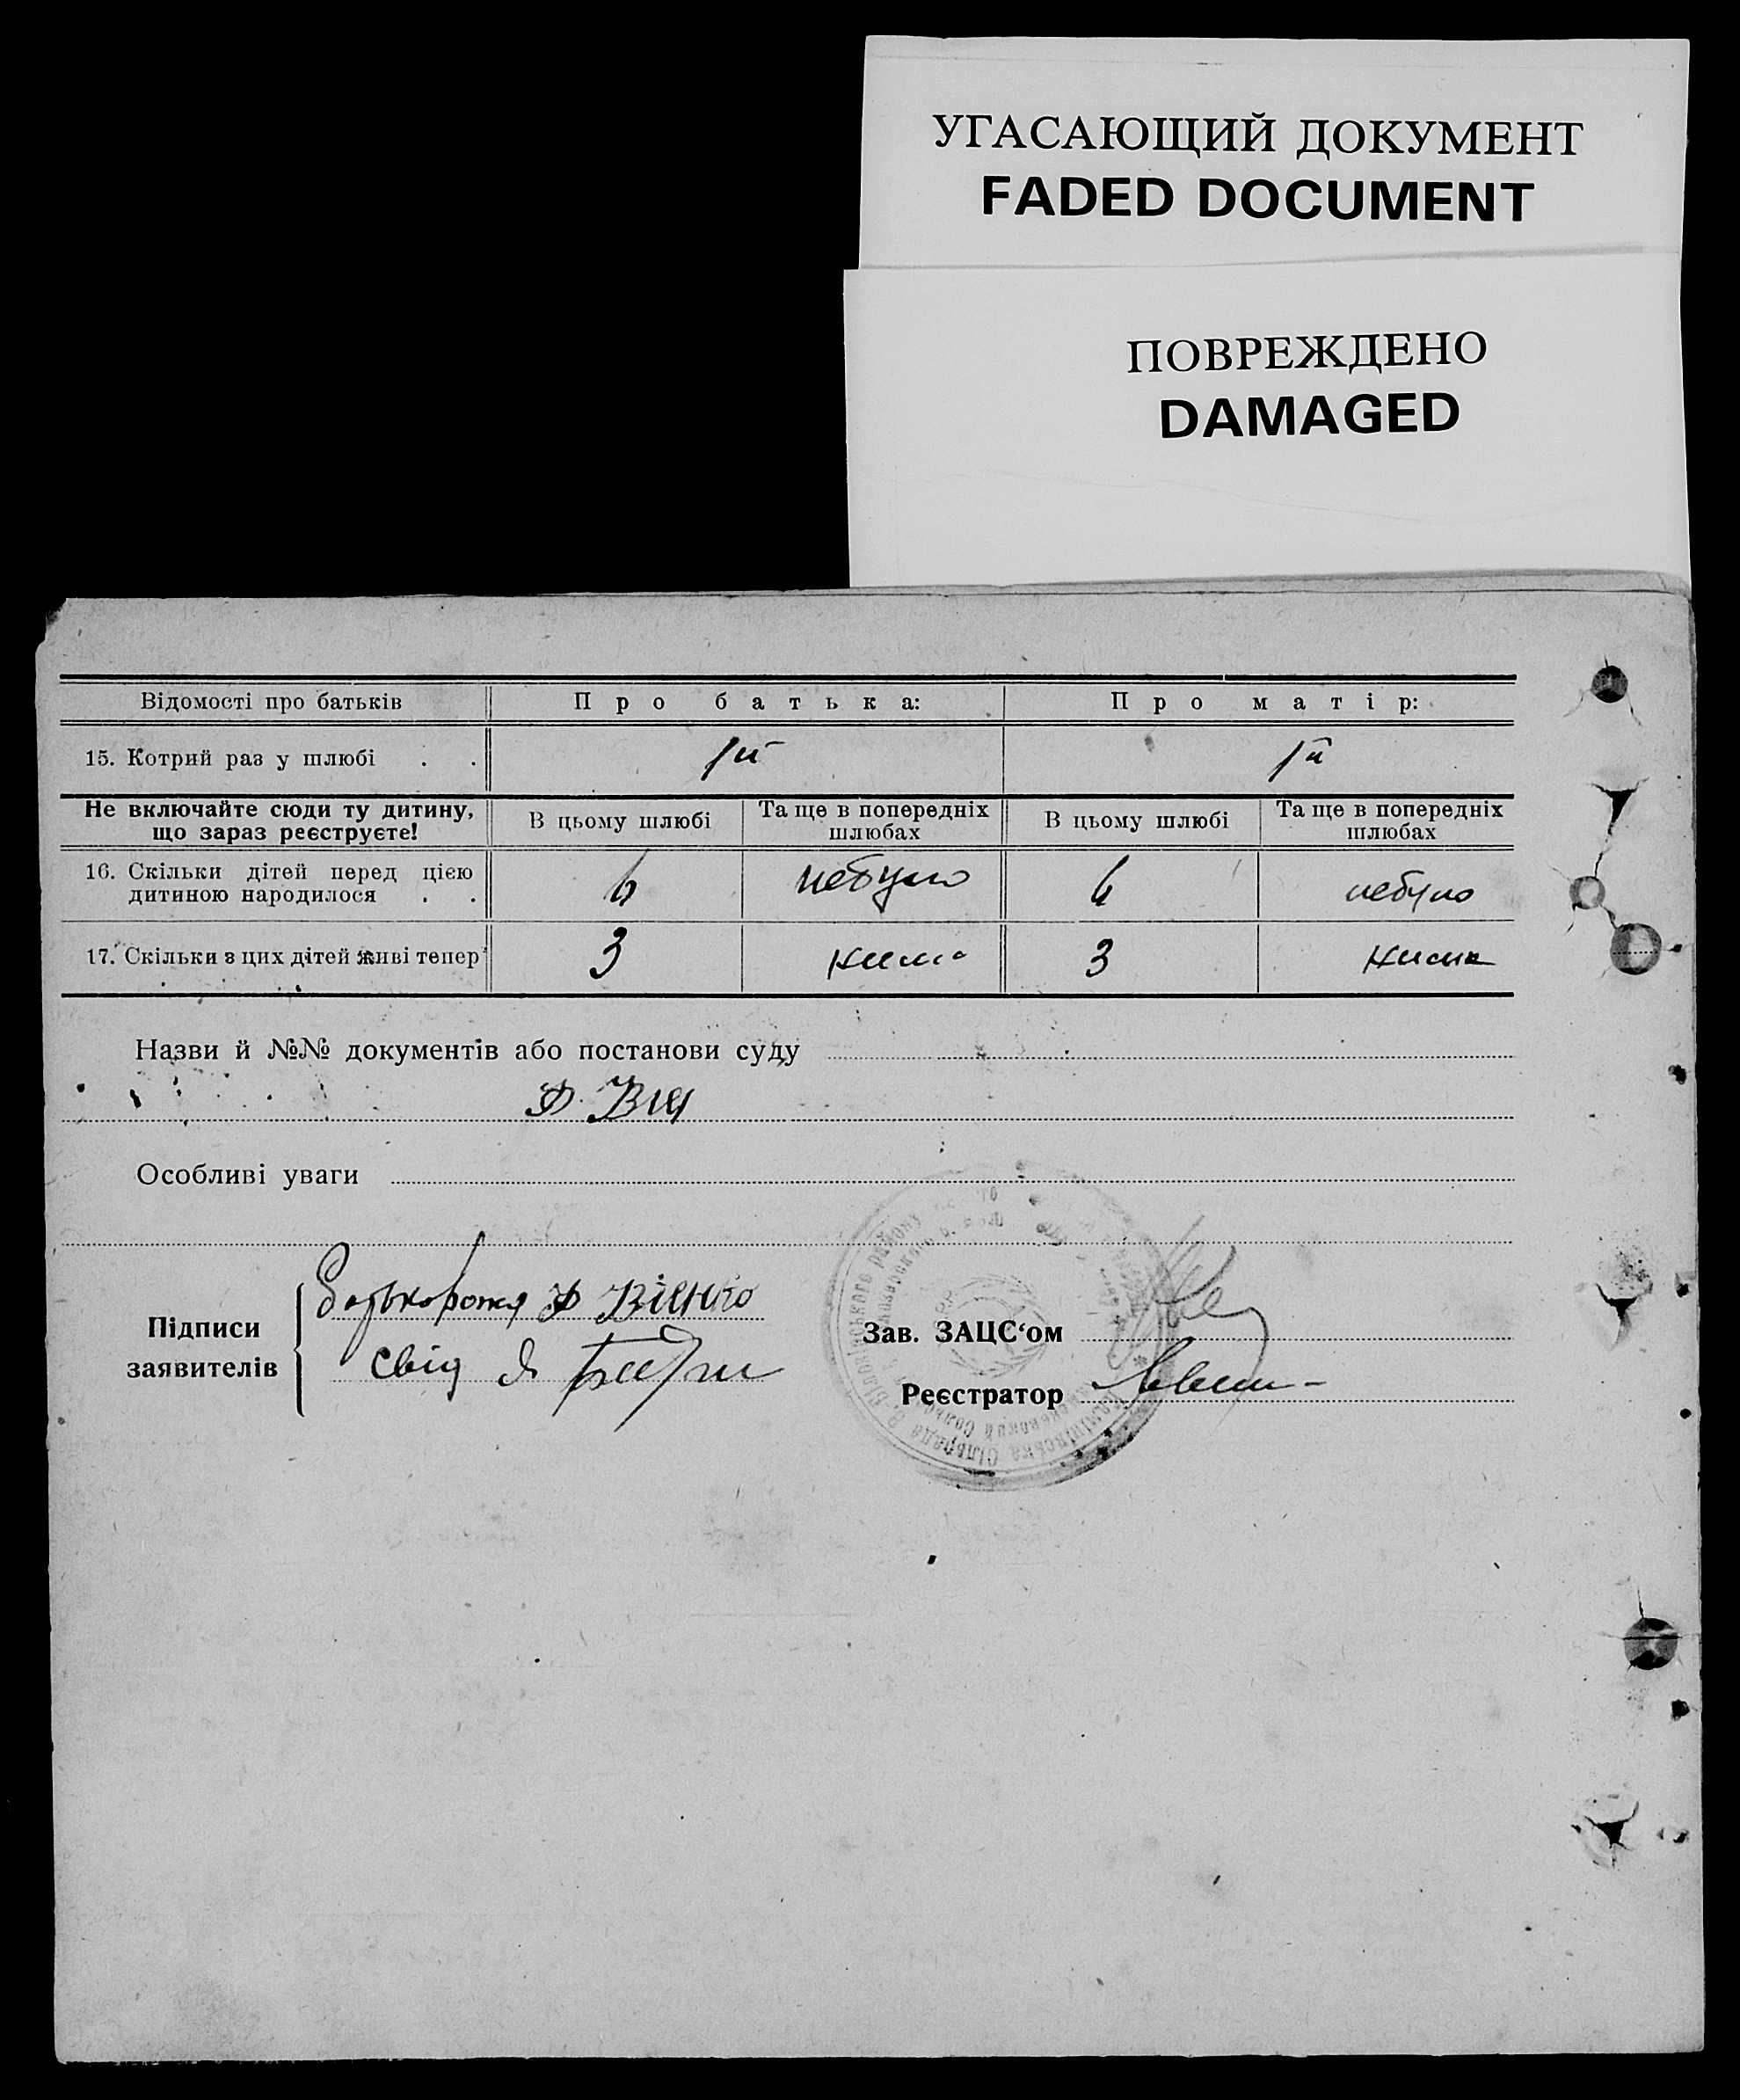 УГАСАЮЩИЙ ДОКУМЕНТ
FADED DOCUMENT
ПОВРЕЖДЕНО
DAMAGED
Відомості про батьків Про батька: Про матір:
15. Котрий раз у шлюбі . . 1й 1й
Не включайте сюди ту дитину,
що зараз реєструєте!
В цьому шлюбі Та ще в попередніх
шлюбах
В цьому шлюбі Та ще в попередніх
шлюбах
16. Скільки дітей перед цією
дитиною народилося . . 6 небуло 6 небуло
17. Скільки з цих дітей живі тепер 3 нима 3 нима
Назви й №№ документів або постанови суду
Особливі уваги
Підписи
заявителів
свід
Зав. ЗАЦС‘ом
Реєстратор